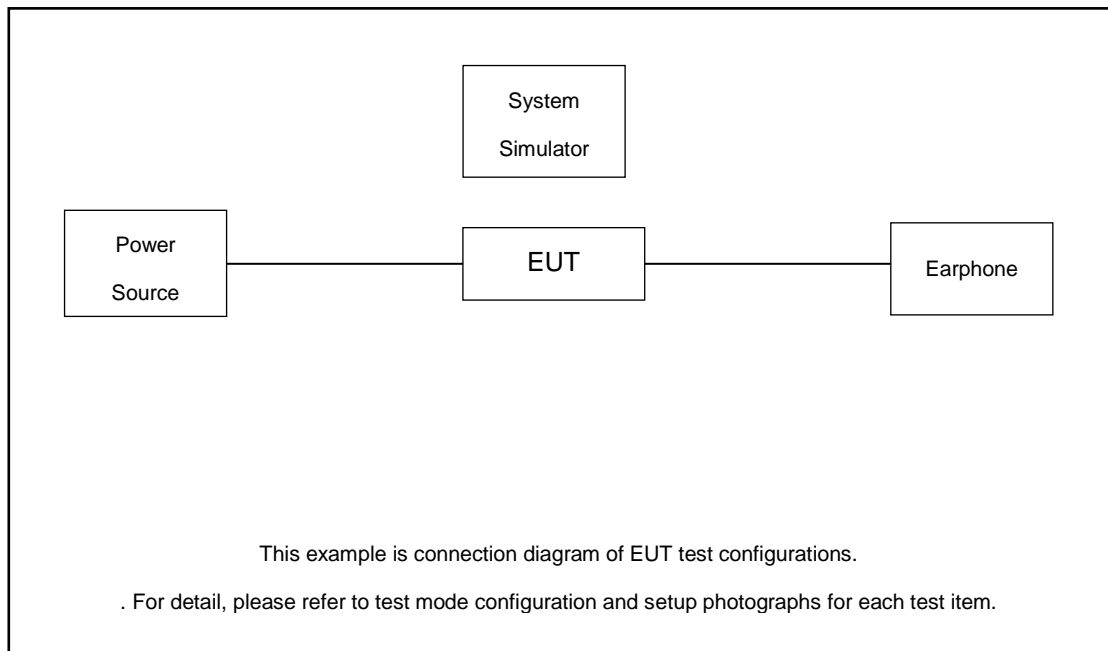 System
Simulator
Power
Source
EUT
Earphone
This example is connection diagram of EUT test configurations.
. For detail, please refer to test mode configuration and setup photographs for each test item.